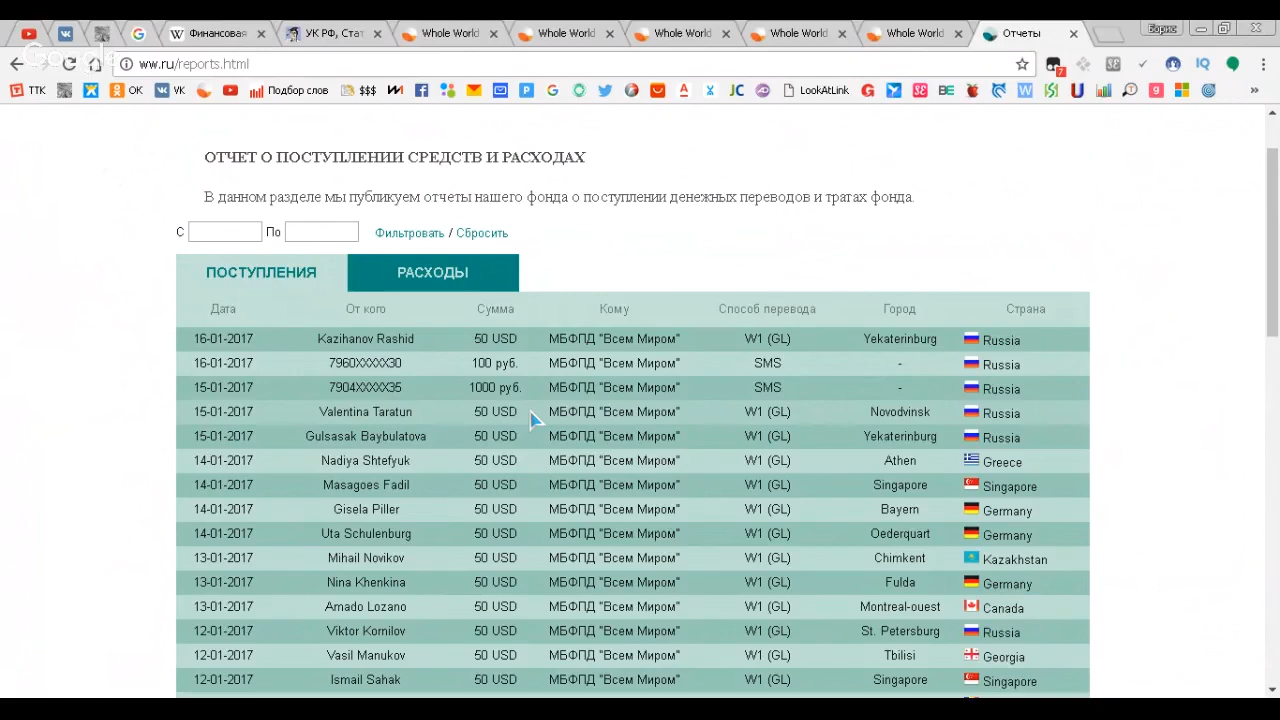 Финансовая
УК РФ, Стат
Whole World
Whole World
Whole World
Whole World
Whole World
Отчеты
Борис
Google
ww.ru/reports.html
7
ТТК
ОК
VK
Подбор слов
$$$
LookAtLink
ОТЧЕТ О ПОСТУПЛЕНИИ СРЕДСТВ И РАСХОДАХ
В данном разделе мы публикуем отчеты нашего фонда о поступлении денежных переводов и тратах фонда.
С По Фильтровать / Сбросить
ПОСТУПЛЕНИЯ РАСХОДЫ
Дата От кого Сумма Кому Способ перевода Город Страна
16-01-2017 Kazihanov Rashid 50 USD МБФПД "Всем Миром" W1 (GL) Yekaterinburg Russia
16-01-2017 7960XXXXX30 100 руб. МБФПД "Всем Миром" SMS - Russia
15-01-2017 7904XXXXX35 1000 руб. МБФПД "Всем Миром" SMS - Russia
15-01-2017 Valentina Taratun 50 USD МБФПД "Всем Миром" W1 (GL) Novodvinsk Russia
15-01-2017 Gulsasak Baybulatova 50 USD МБФПД "Всем Миром" W1 (GL) Yekaterinburg Russia
14-01-2017 Nadiya Shtefyuk 50 USD МБФПД "Всем Миром" W1 (GL) Athen Greece
14-01-2017 Masagoes Fadil 50 USD МБФПД "Всем Миром" W1 (GL) Singapore Singapore
14-01-2017 Gisela Piller 50 USD МБФПД "Всем Миром" W1 (GL) Bayern Germany
14-01-2017 Uta Schulenburg 50 USD МБФПД "Всем Миром" W1 (GL) Oederquart Germany
13-01-2017 Mihail Novikov 50 USD МБФПД "Всем Миром" W1 (GL) Chimkent Kazakhstan
13-01-2017 Nina Khenkina 50 USD МБФПД "Всем Миром" W1 (GL) Fulda Germany
13-01-2017 Amado Lozano 50 USD МБФПД "Всем Миром" W1 (GL) Montreal-ouest Canada
12-01-2017 Viktor Kornilov 50 USD МБФПД "Всем Миром" W1 (GL) St. Petersburg Russia
12-01-2017 Vasil Manukov 50 USD МБФПД "Всем Миром" W1 (GL) Tbilisi Georgia
12-01-2017 Ismail Sahak 50 USD МБФПД "Всем Миром" W1 (GL) Singapore Singapore